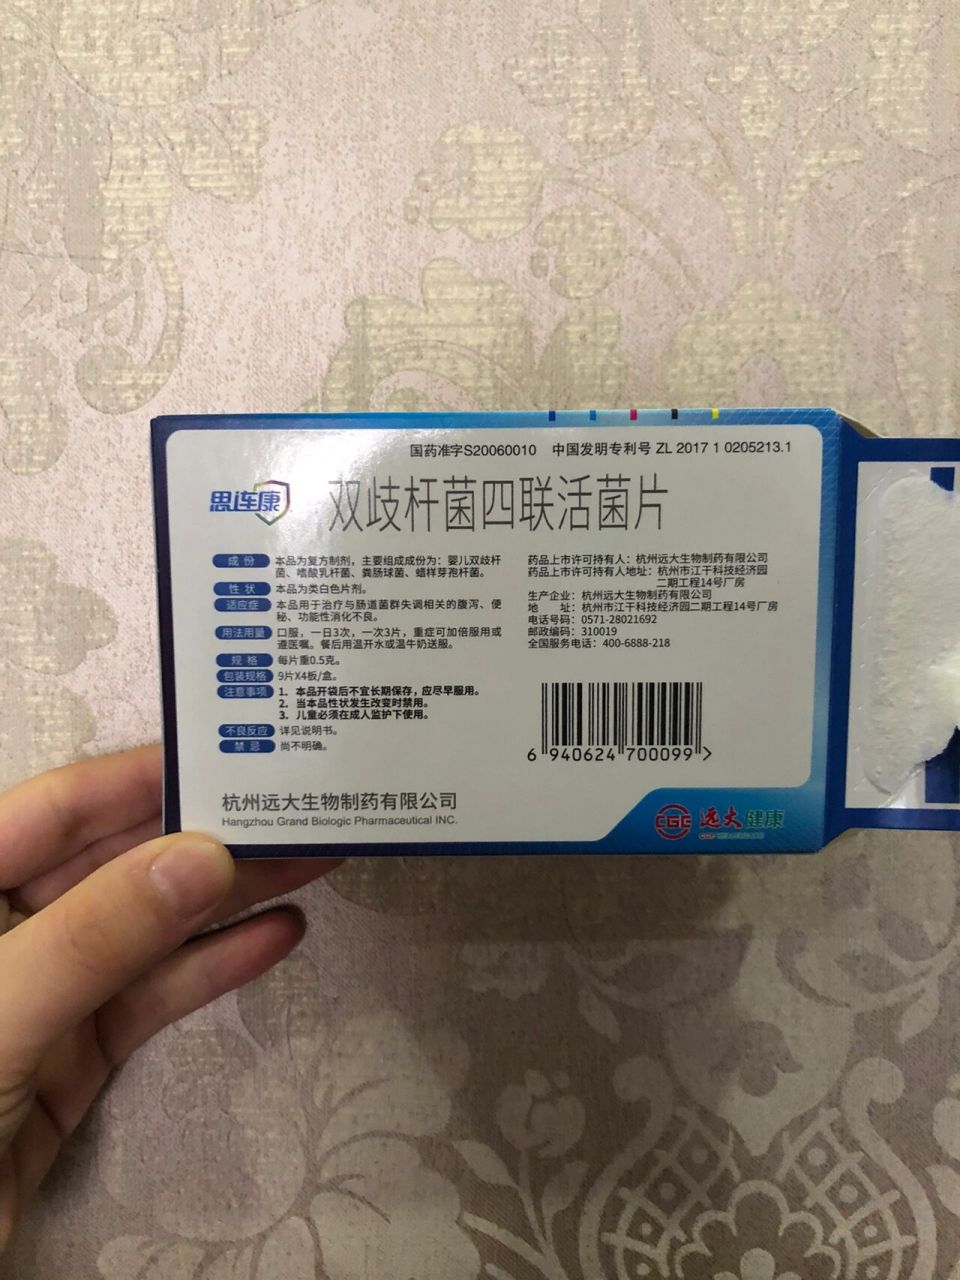 国药准字S20060010 中国发明专利号 ZL 2017 1 0205213.1
思连康
双歧杆菌四联活菌片
成份 本品为复方制剂，主要组成成份为：婴儿双歧杆
菌、嗜酸乳杆菌、粪肠球菌、蜡样芽孢杆菌。
性状 本品为类白色片剂。
适应症 本品用于治疗与肠道菌群失调相关的腹泻、便
秘、功能性消化不良。
用法用量 口服，一日3次，一次3片，重症可加倍服用或
遵医嘱。餐后用温开水或温牛奶送服。
规格 每片重0.5克。
包装规格 9片X4板/盒。
注意事项 1. 本品开袋后不宜长期保存，应尽早服用。
2. 当本品性状发生改变时禁用。
3. 儿童必须在成人监护下使用。
不良反应 详见说明书。
禁忌 尚不明确。
药品上市许可持有人：杭州远大生物制药有限公司
药品上市许可持有人地址：杭州市江干科技经济园
二期工程14号厂房
生产企业：杭州远大生物制药有限公司
地 址：杭州市江干科技经济园二期工程14号厂房
电话号码：0571-28021692
邮政编码：310019
全国服务电话：400-6888-218
6 940624 700099 >
杭州远大生物制药有限公司
Hangzhou Grand Biologic Pharmaceutical INC.
CGE 远大健康